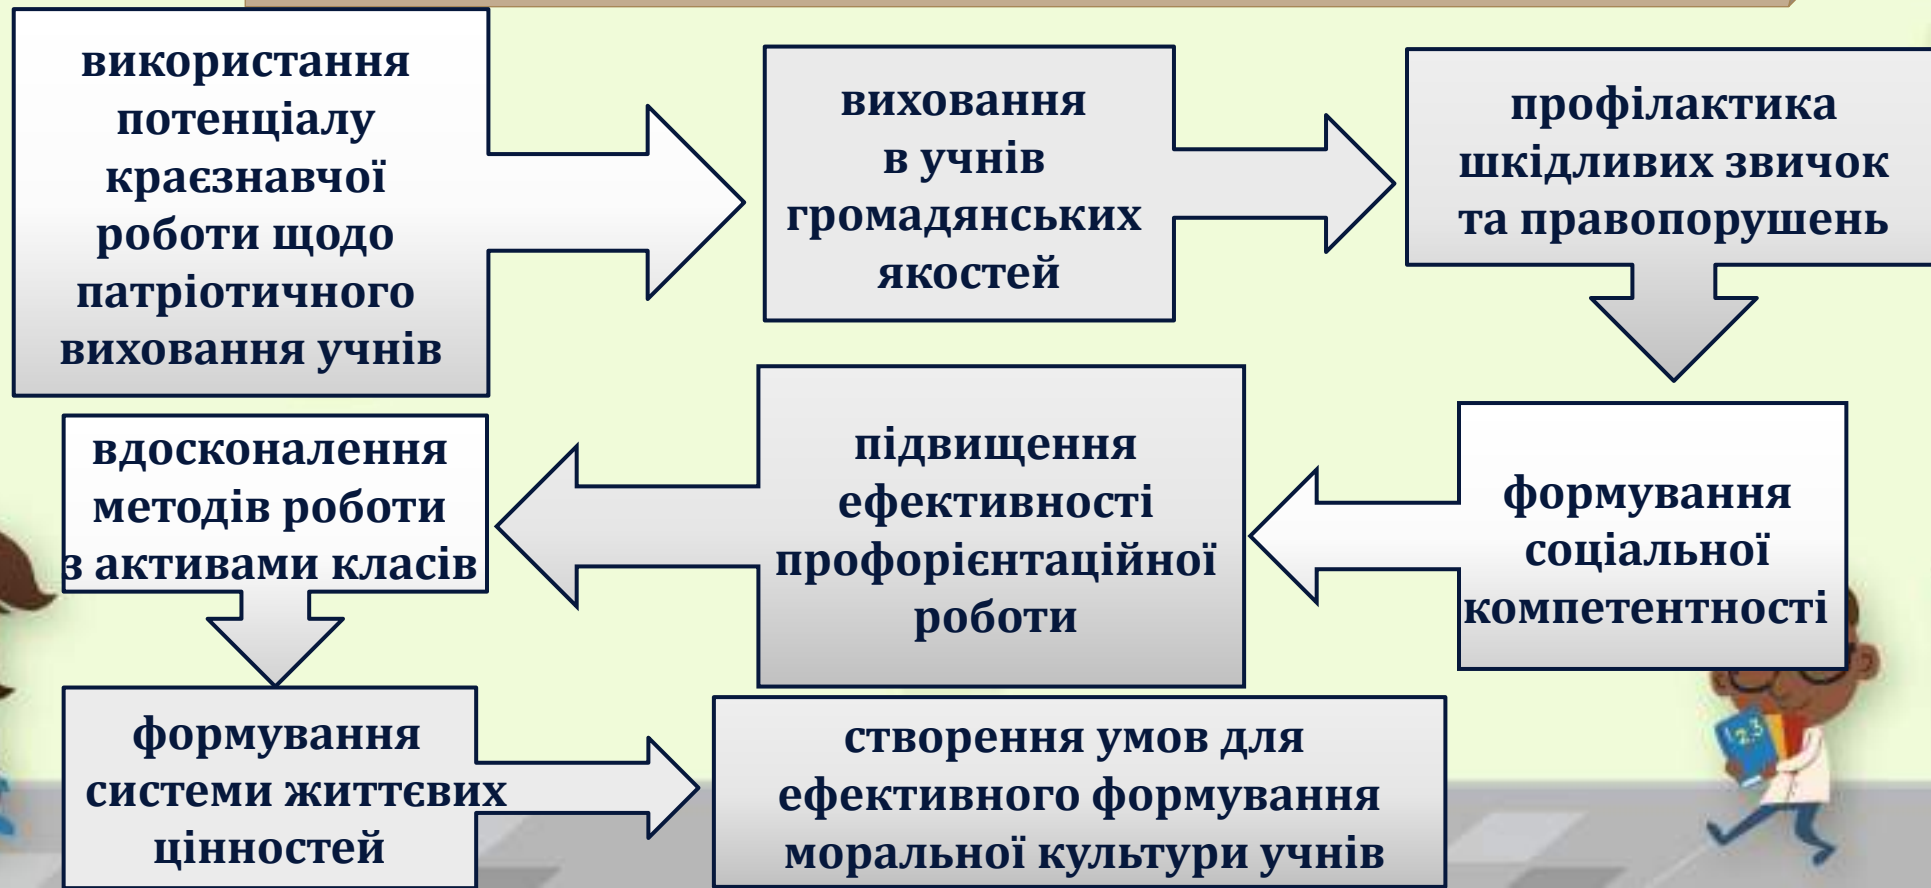 використання
потенціалу
краєзнавчої
роботи щодо
патріотичного
виховання учнів
виховання
в учнів
громадянських
якостей
профілактика
шкідливих звичок
та правопорушень
формування
соціальної
компетентності
підвищення
ефективності
профорієнтаційної
роботи
вдосконалення
методів роботи
з активами класів
формування
системи життєвих
цінностей
створення умов для
ефективного формування
моральної культури учнів
123